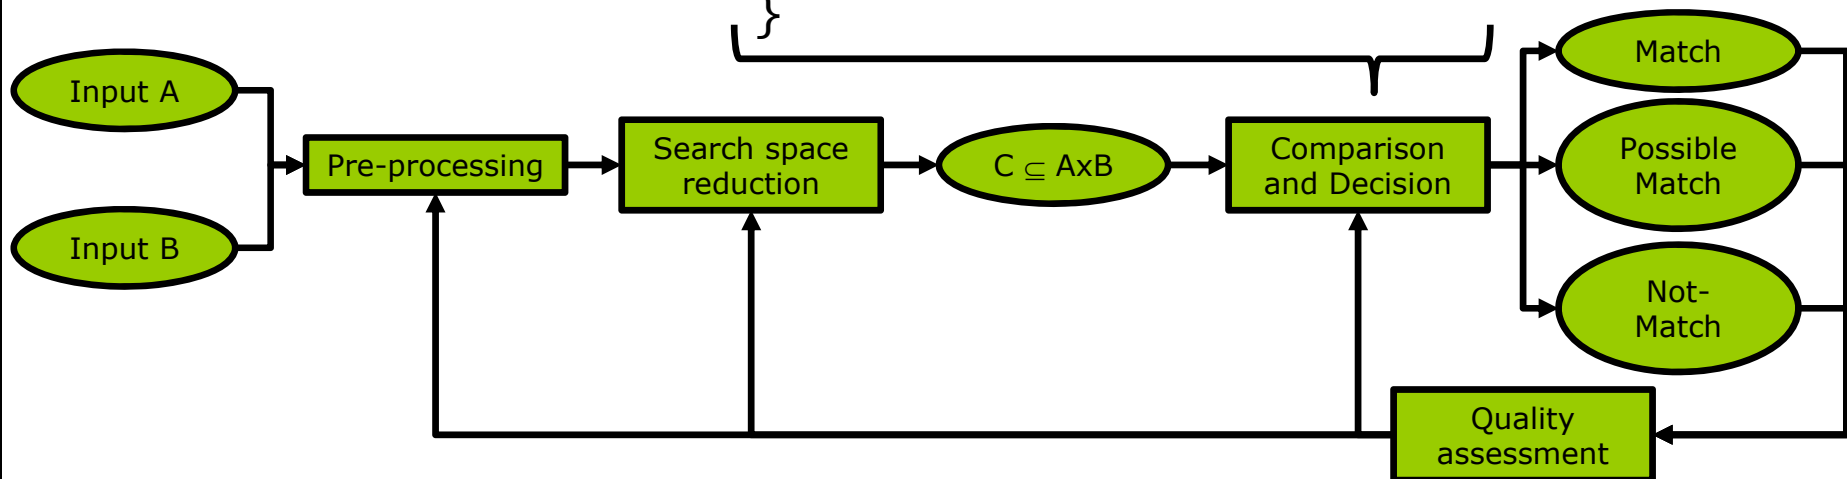 }
Input A
Input B
Pre-processing
Search space
reduction
C ⊆ AxB
Comparison
and Decision
Match
Possible
Match
Not-
Match
Quality
assessment